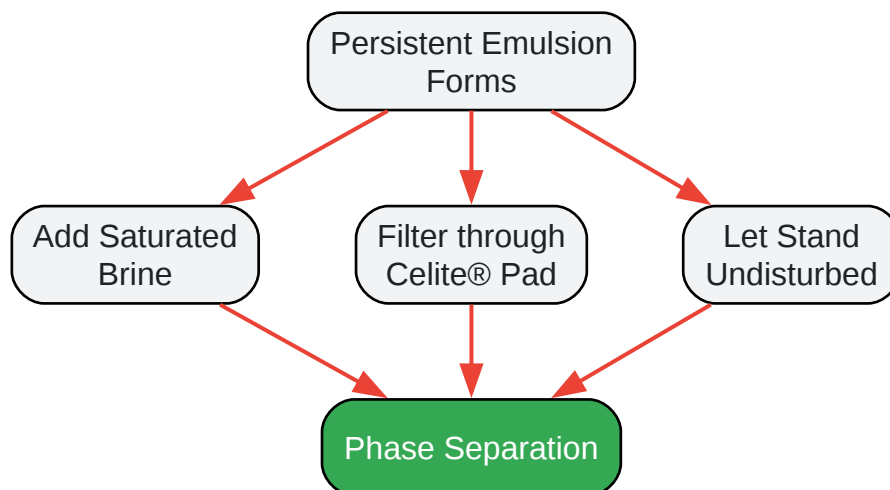 Persistent Emulsion
Forms
Add Saturated
Brine
Filter through
Celite® Pad
Let Stand
Undisturbed
Phase Separation